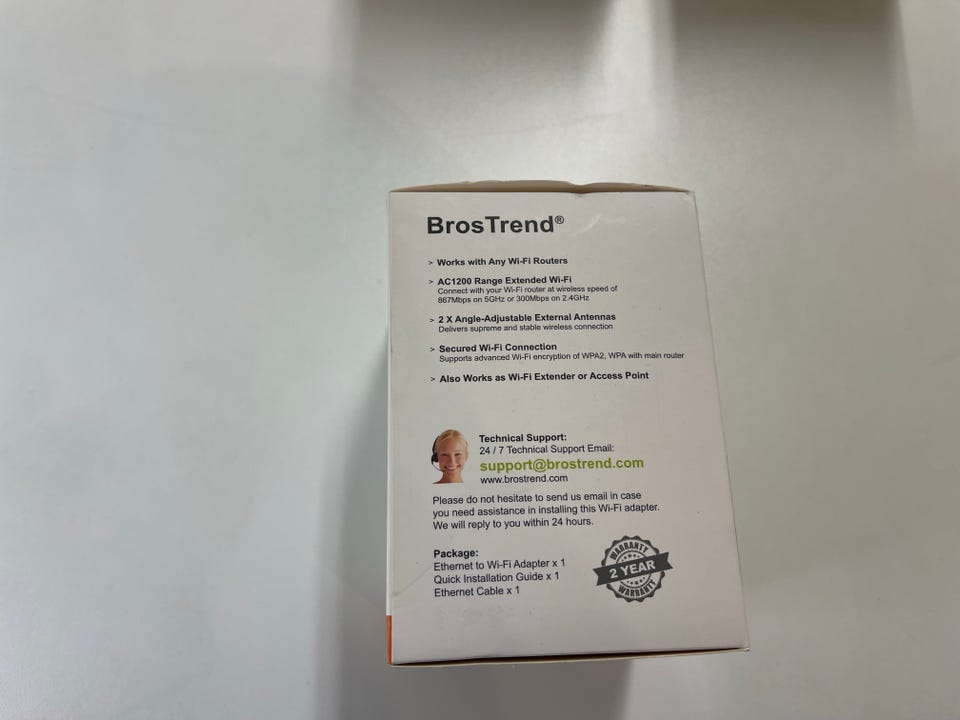 BrosTrend®
> Works with Any Wi-Fi Routers
> AC1200 Range Extended Wi-Fi
Connect with your Wi-Fi router at wireless speed of
867Mbps on 5GHz or 300Mbps on 2.4GHz
> 2 X Angle-Adjustable External Antennas
Delivers supreme and stable wireless connection
> Secured Wi-Fi Connection
Supports advanced Wi-Fi encryption of WPA2, WPA with main router
> Also Works as Wi-Fi Extender or Access Point
Technical Support:
24 / 7 Technical Support Email:
support@brostrend.com
www.brostrend.com
Please do not hesitate to send us email in case
you need assistance in installing this Wi-Fi adapter.
We will reply to you within 24 hours.
Package:
Ethernet to Wi-Fi Adapter x 1
Quick Installation Guide x 1
Ethernet Cable x 1
WARRANTY
2 YEAR
WARRANTY